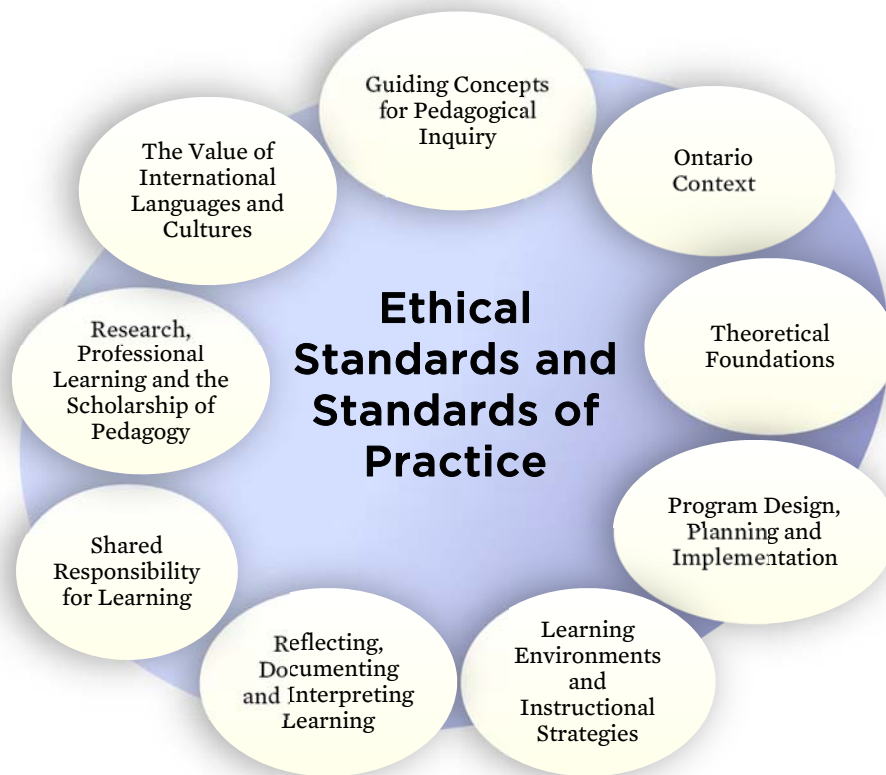 Guiding Concepts
for Pedagogical
Inquiry
Ontario
Context
Theoretical
Foundations
Program Design,
Planning and
Implementation
Learning
Environments
and
Instructional
Strategies
Reflecting,
Documenting
and Interpreting
Learning
Shared
Responsibility
for Learning
Research,
Professional
Learning and the
Scholarship of
Pedagogy
The Value of
International
Languages and
Cultures
Ethical
Standards and
Standards of
Practice